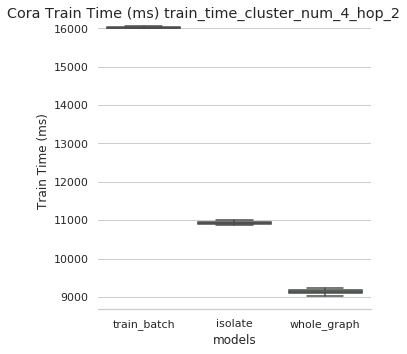 Cora Train Time (ms) train_time_cluster_num_4_hop_2
Train Time (ms)
16000
15000
14000
13000
12000
11000
10000
9000
train_batch isolate whole_graph
models